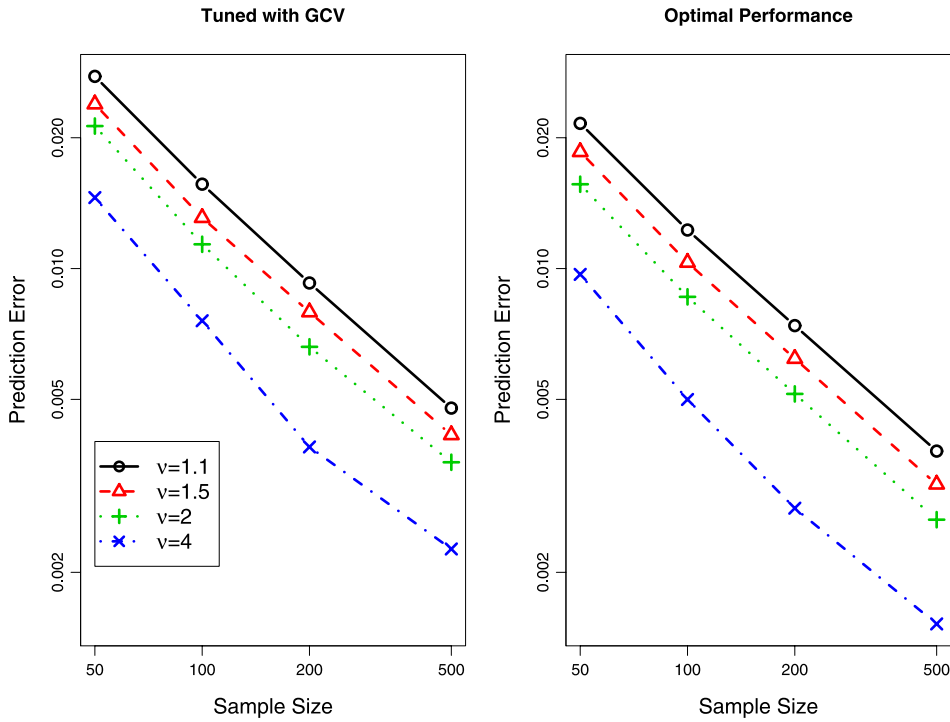 Tuned with GCV
Prediction Error
0.020
0.010
0.005
0.002
ν=1.1
ν=1.5
ν=2
ν=4
50
100
200
500
Sample Size
Optimal Performance
Prediction Error
0.020
0.010
0.005
0.002
50
100
200
500
Sample Size